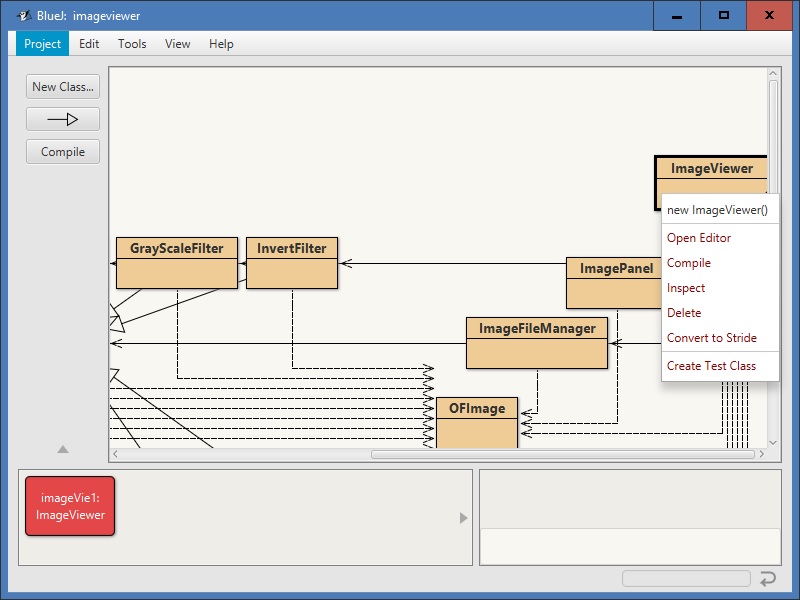 BlueJ: imageviewer
Project Edit Tools View Help
New Class...
Compile
ImageViewer
new ImageViewer()
Open Editor
Compile
Inspect
Delete
Convert to Stride
Create Test Class
GrayScaleFilter
InvertFilter
ImagePanel
ImageFileManager
OFImage
imageVie1:
ImageViewer